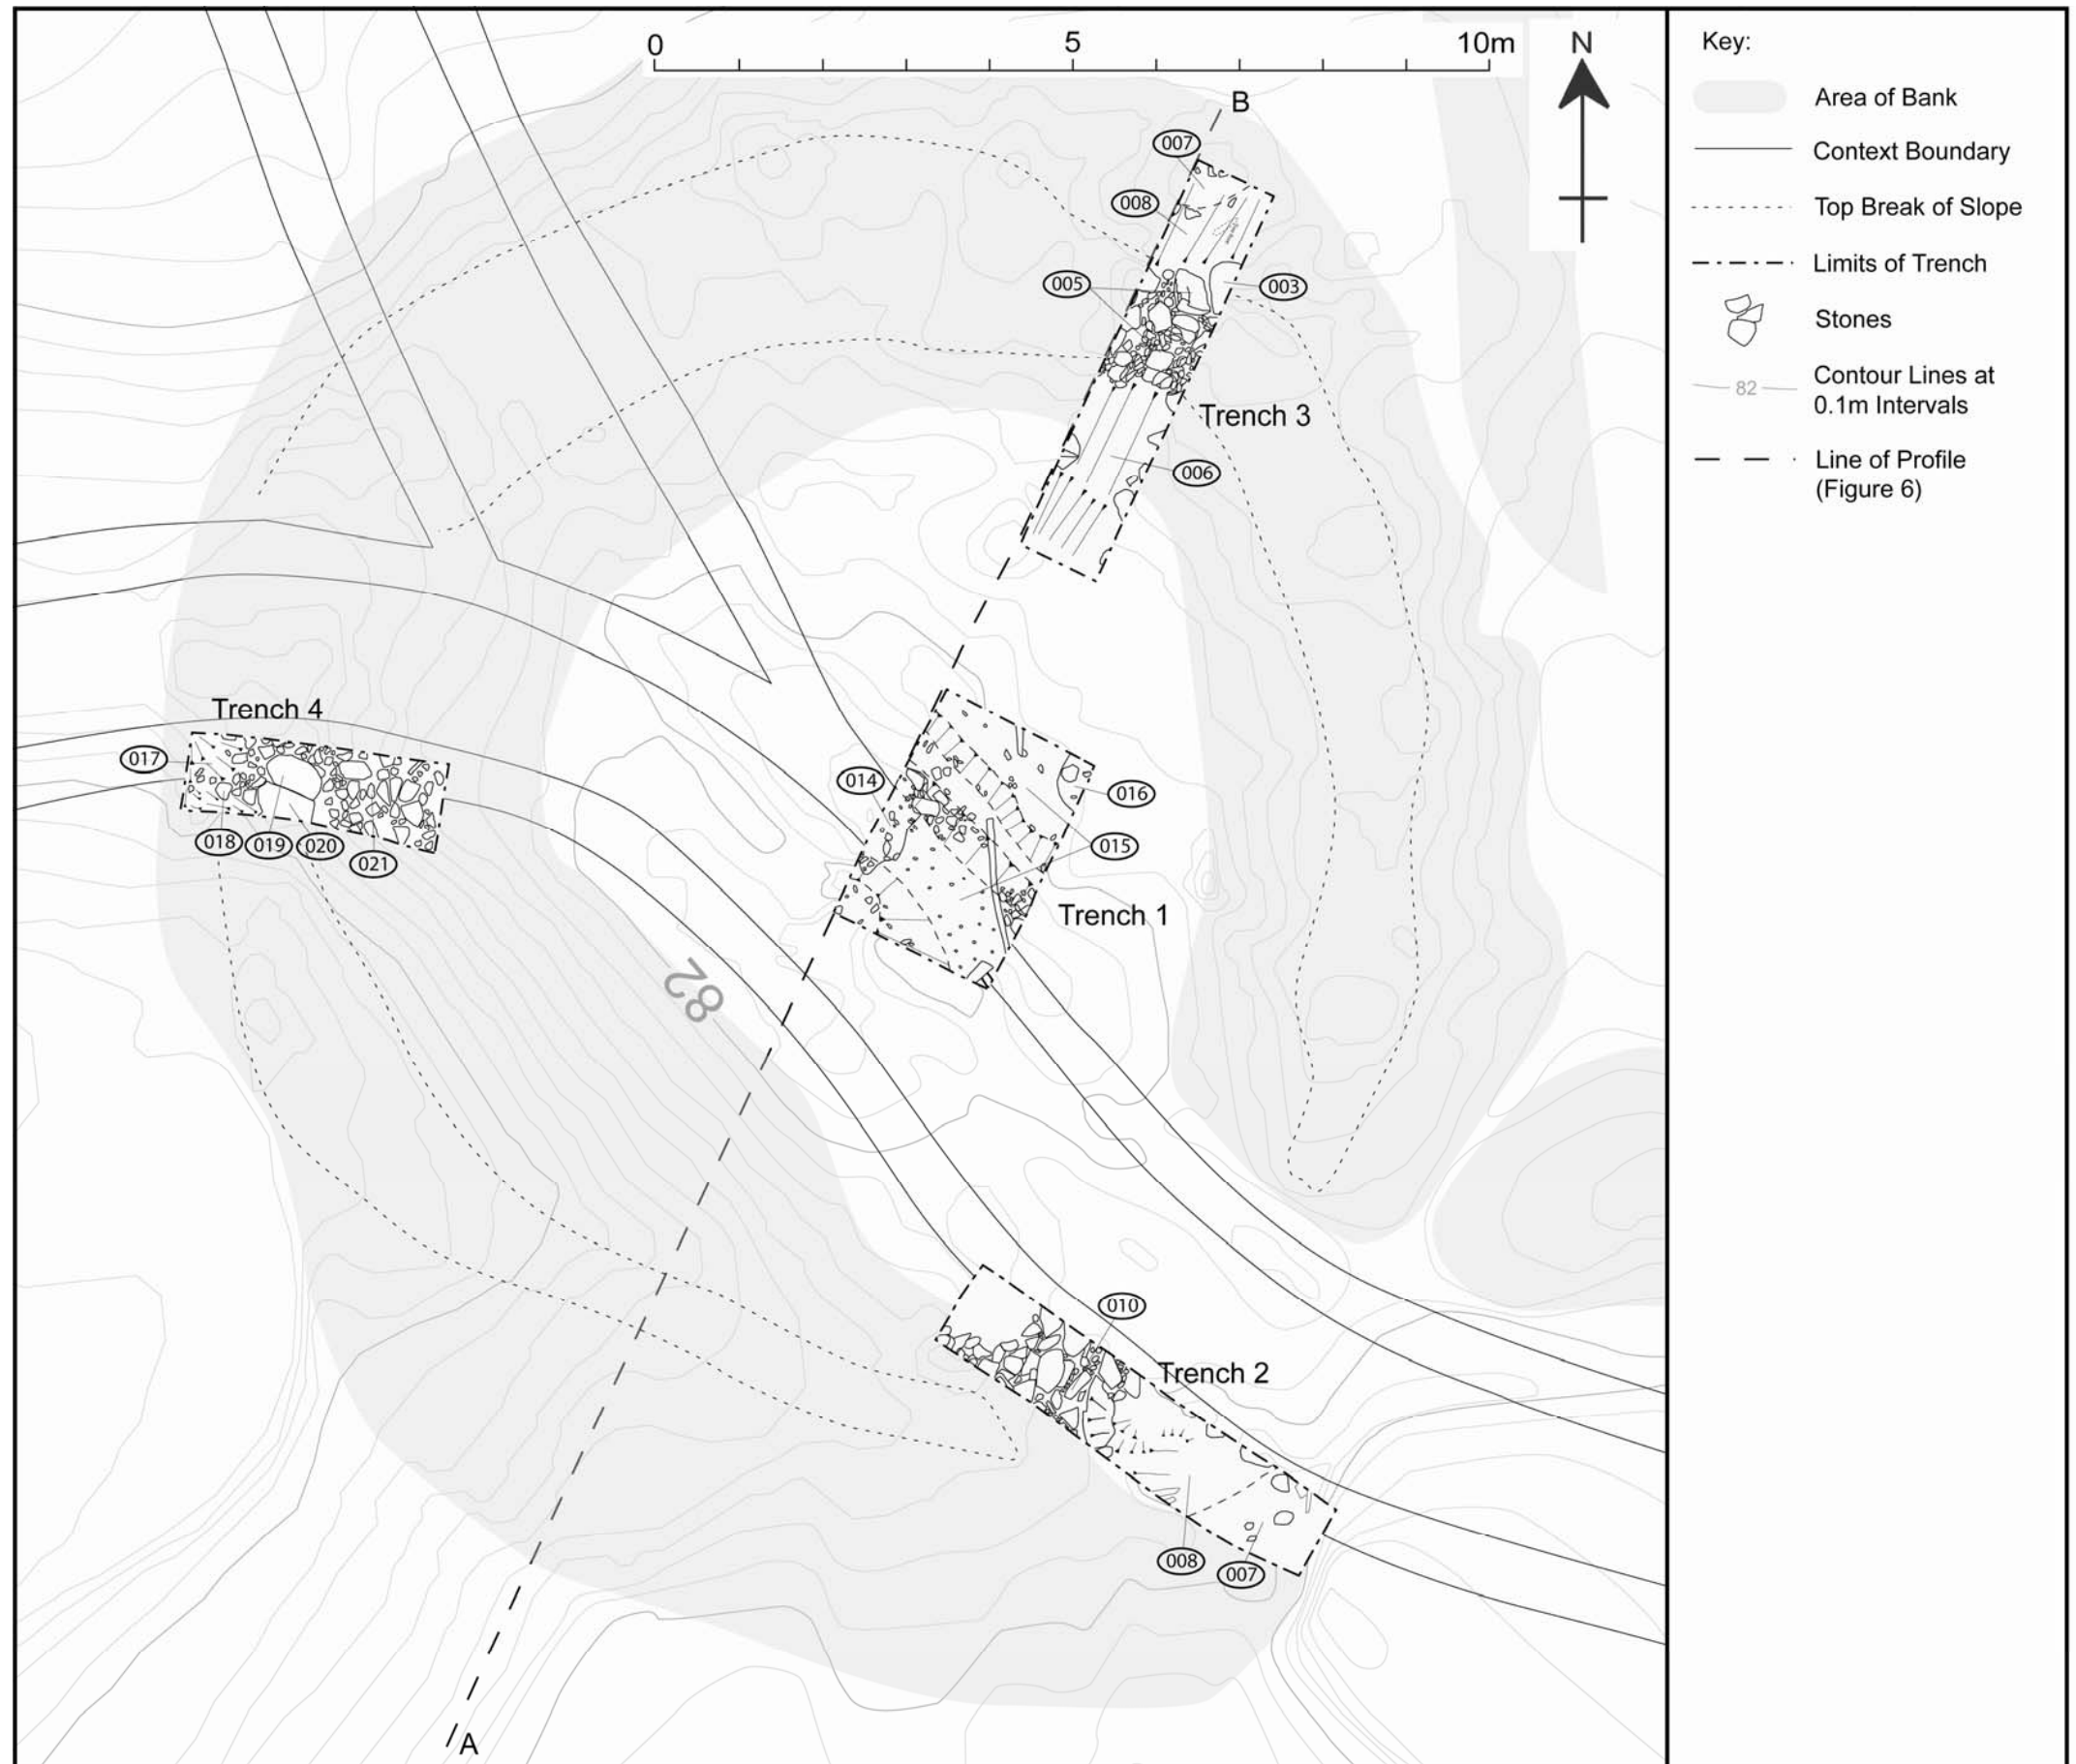 0 5 10m N
B
007
008
005
003
Trench 3
006
Trench 4
017
018 019 020
021
014
016
015
Trench 1
82
010
Trench 2
008
007
A
Key:
Area of Bank
Context Boundary
Top Break of Slope
Limits of Trench
Stones
82
Contour Lines at
0.1m Intervals
Line of Profile
(Figure 6)